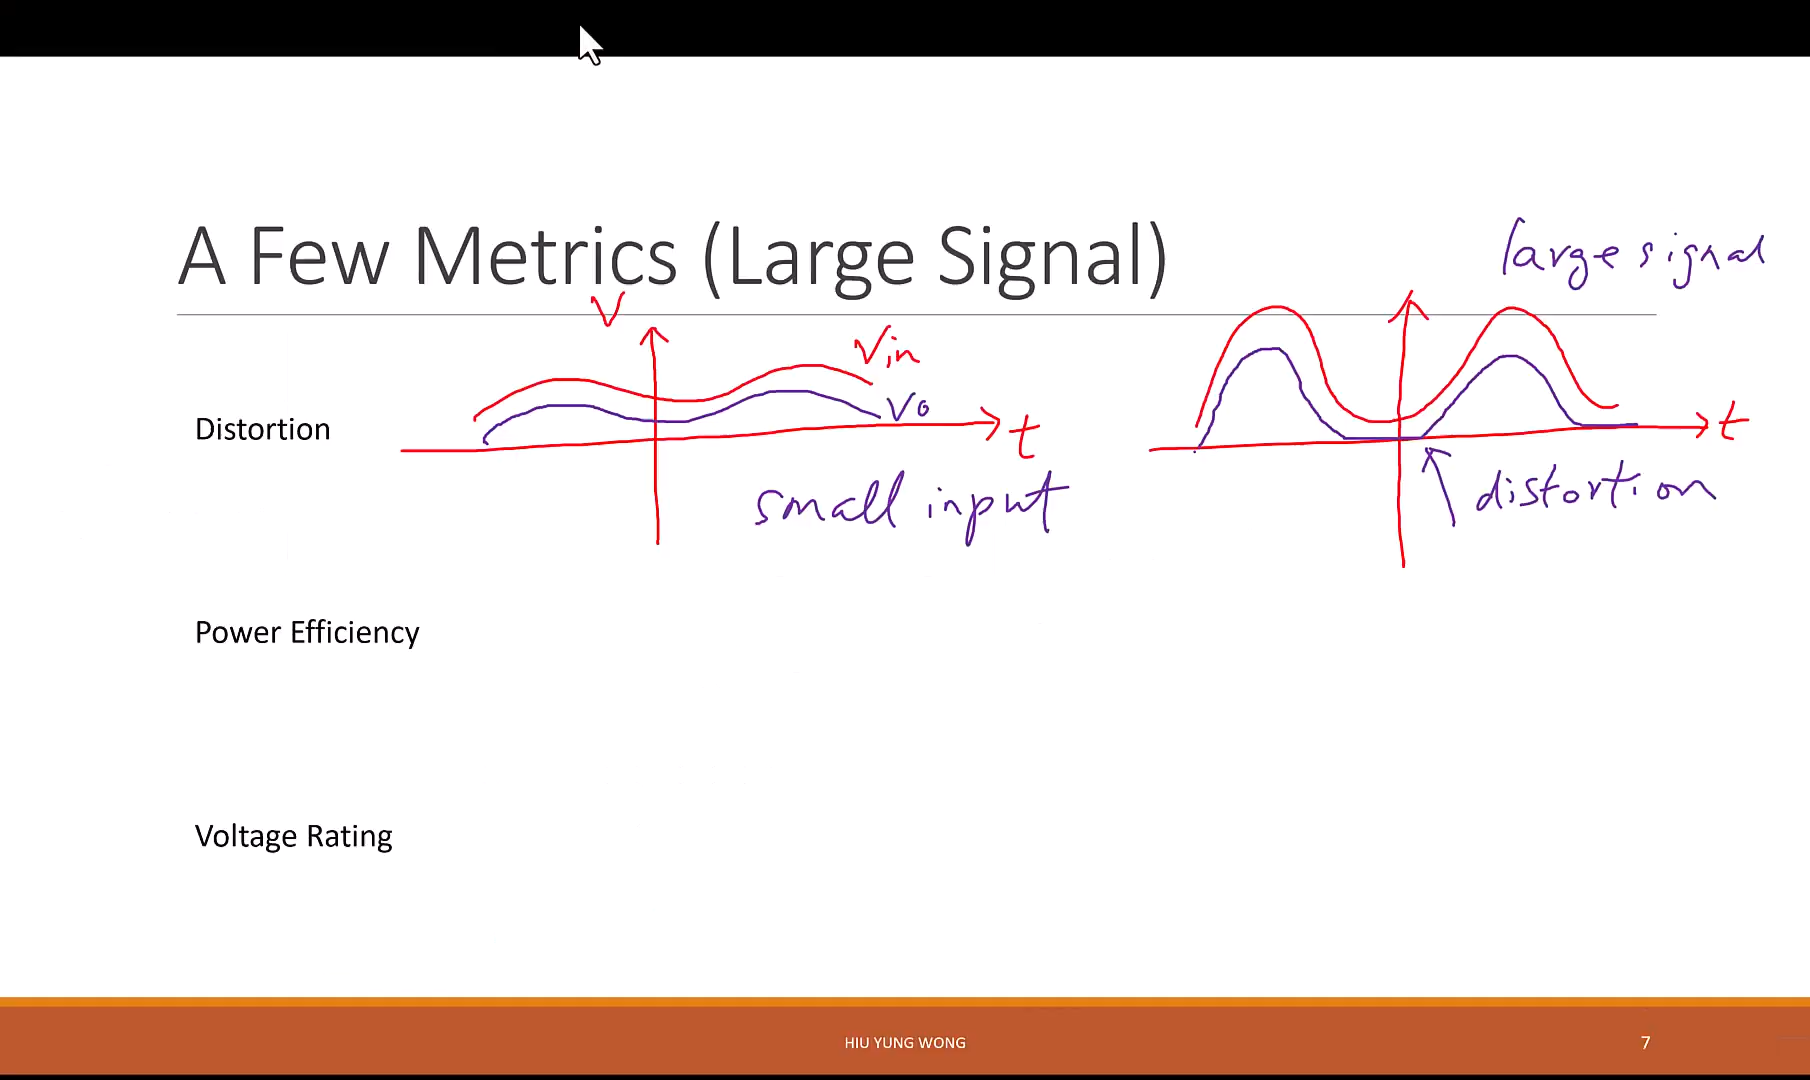 A Few Metrics (Large Signal)
large signal
V
Vin
Vo
t
t
Distortion
small input
distortion
Power Efficiency
Voltage Rating
HIU YUNG WONG
7